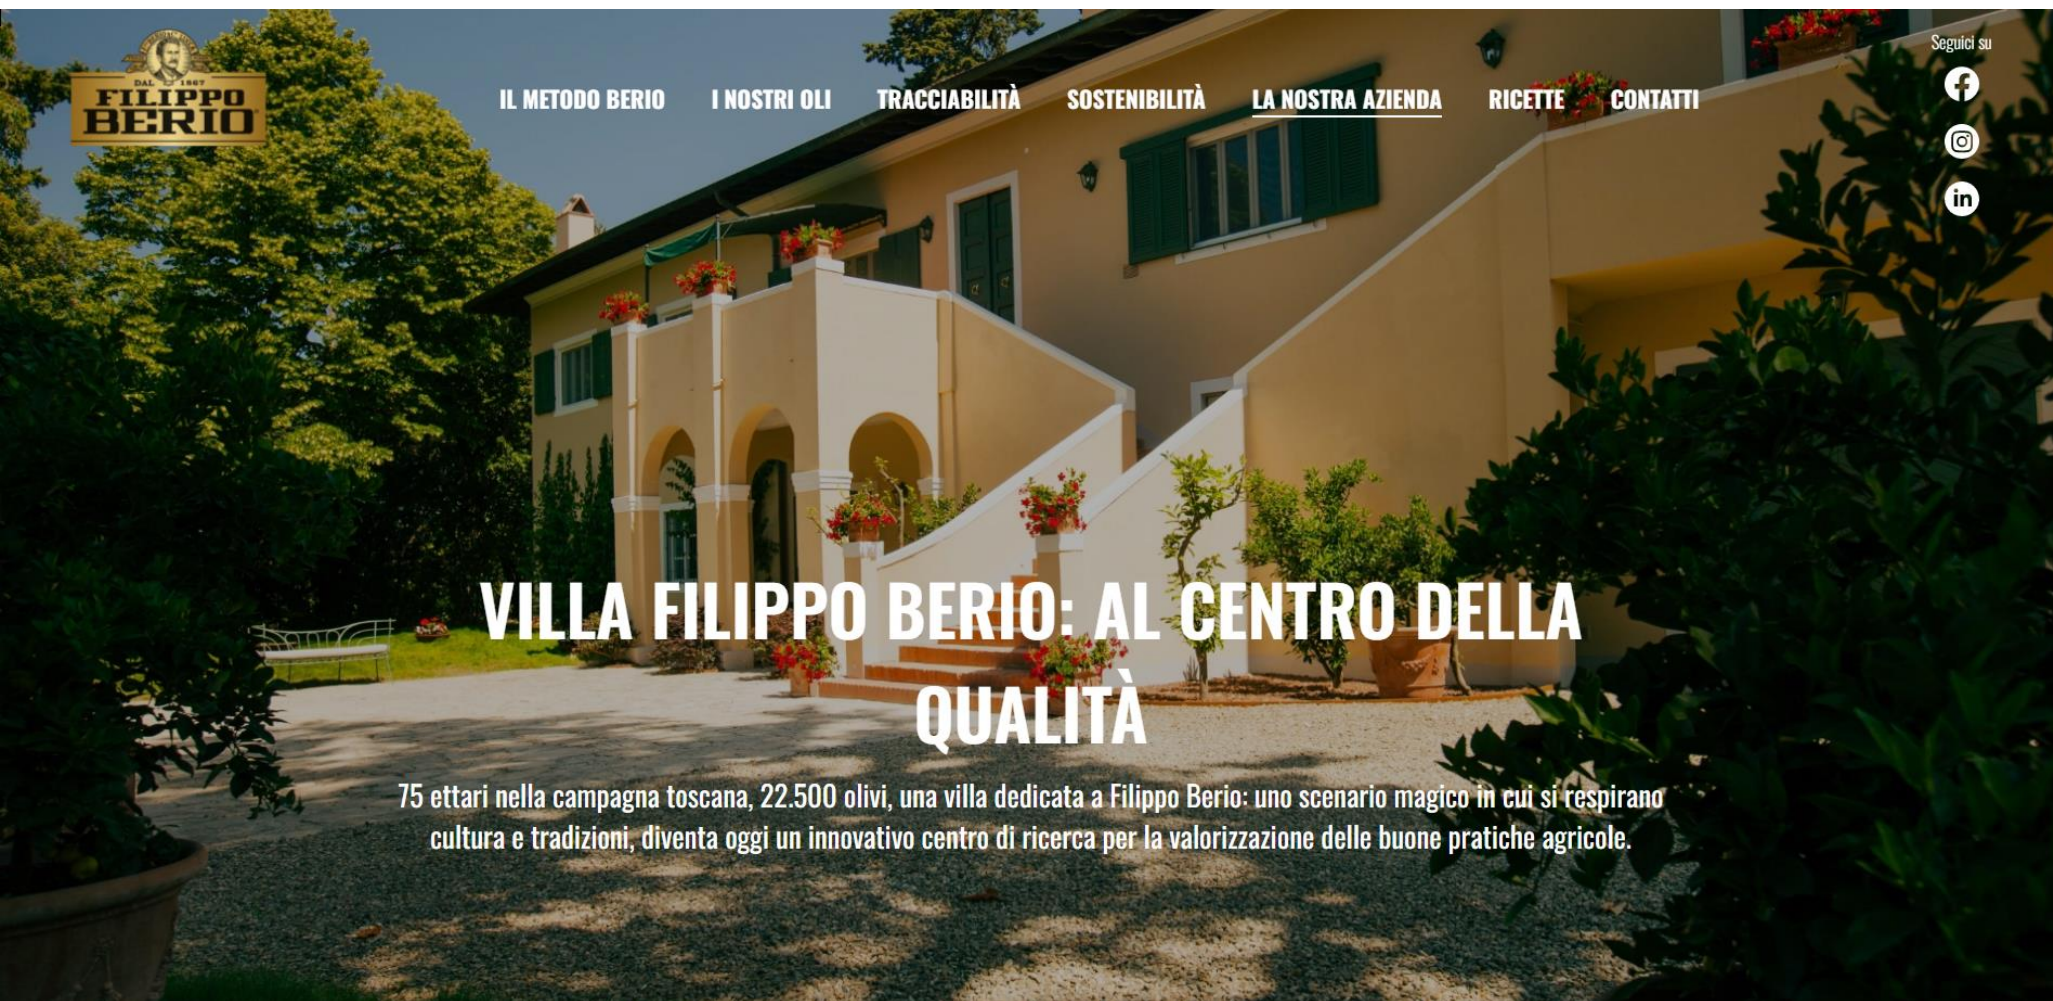 DAL 1867
FILIPPO
BERIO
IL METODO BERIO
I NOSTRI OLI
TRACCIABILITÀ
SOSTENIBILITÀ
LA NOSTRA AZIENDA
RICETTE
CONTATTI
Seguici su
VILLA FILIPPO BERIO: AL CENTRO DELLA
QUALITÀ
75 ettari nella campagna toscana, 22.500 olivi, una villa dedicata a Filippo Berio: uno scenario magico in cui si respirano
cultura e tradizioni, diventa oggi un innovativo centro di ricerca per la valorizzazione delle buone pratiche agricole.